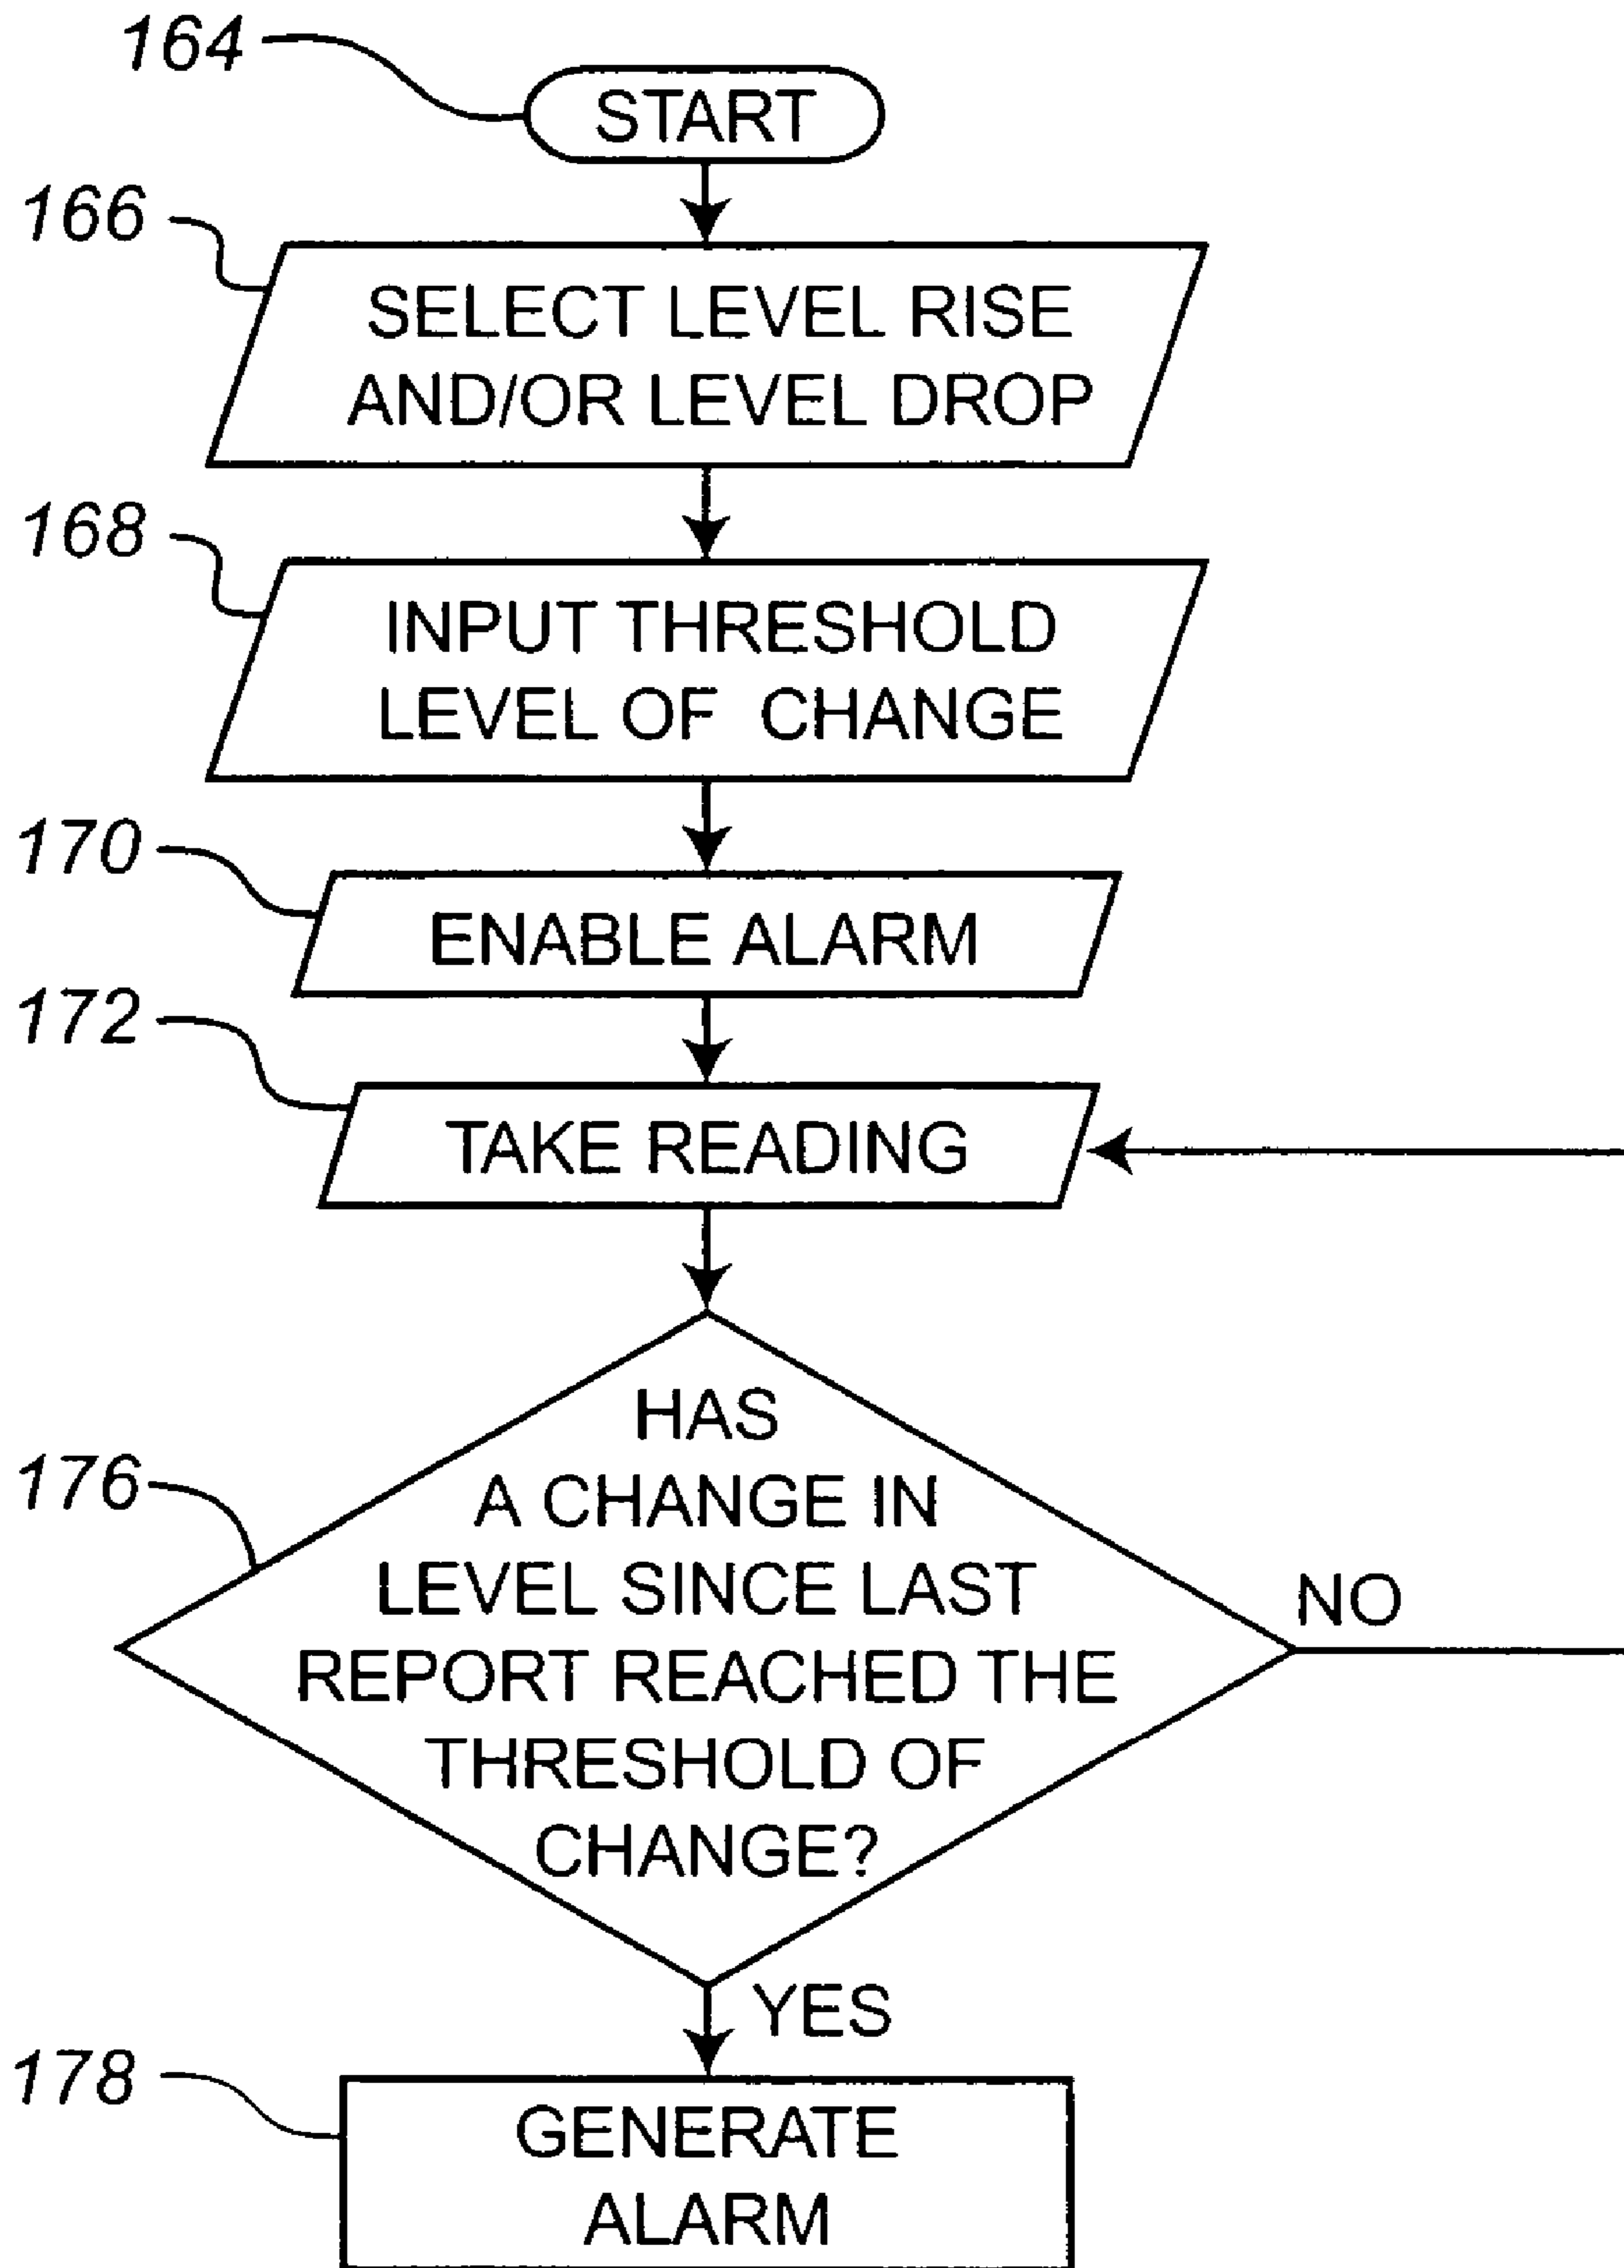 164
START
166
SELECT LEVEL RISE
AND/OR LEVEL DROP
168
INPUT THRESHOLD
LEVEL OF CHANGE
170
ENABLE ALARM
172
TAKE READING
176
HAS
A CHANGE IN
LEVEL SINCE LAST
REPORT REACHED THE
THRESHOLD OF
CHANGE?
NO
YES
178
GENERATE
ALARM